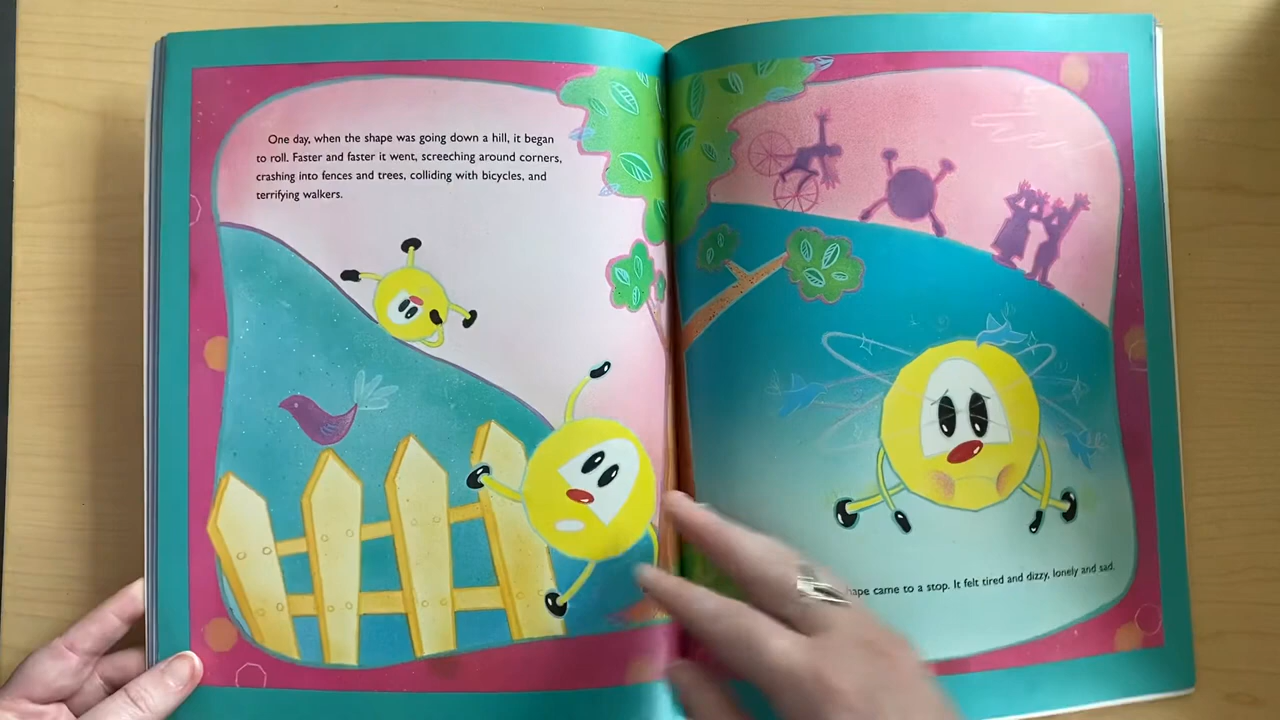 One day, when the shape was going down a hill, it began
to roll. Faster and faster it went, screeching around corners,
crashing into fences and trees, colliding with bicycles, and
terrifying walkers.
came to a stop. It felt tired and dizzy, lonely and sad.